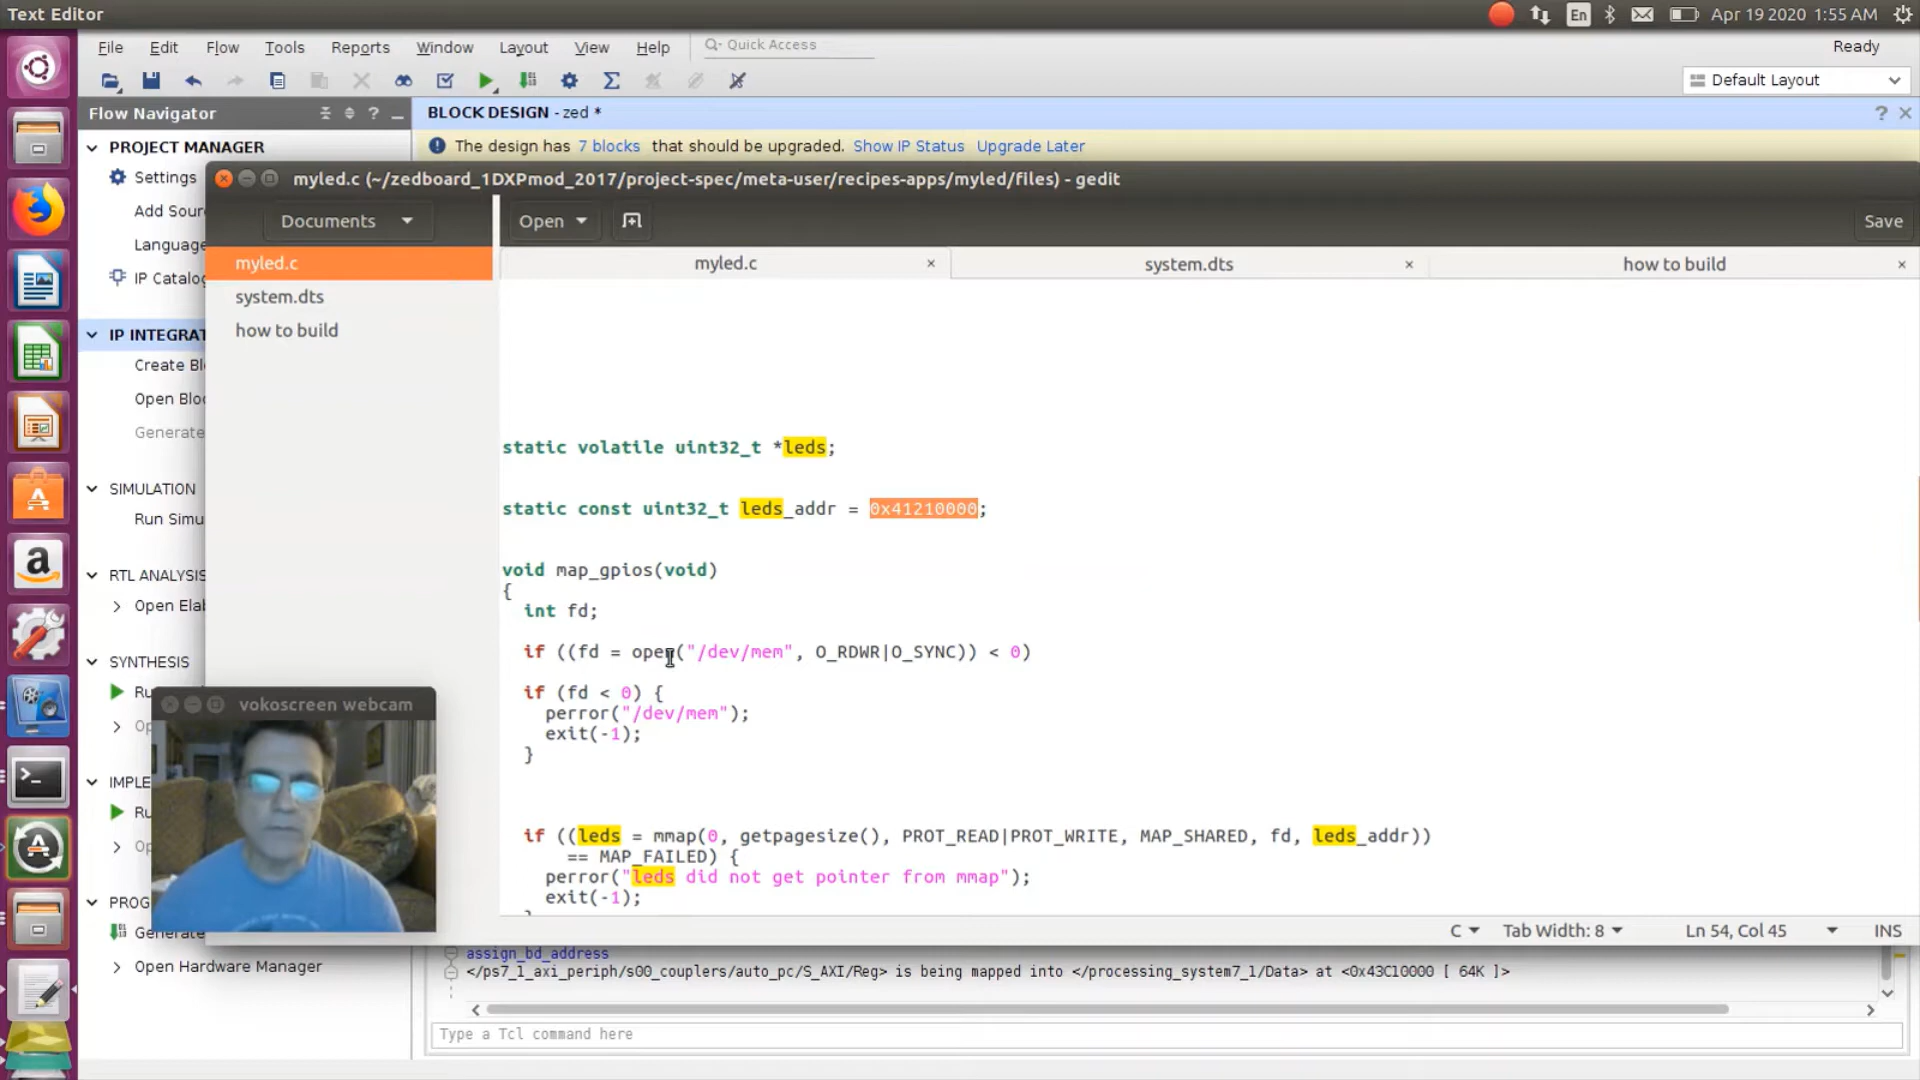 Text Editor
En
Apr 19 2020 1:55 AM
File Edit Flow Tools Reports Window Layout View Help
Quick Access
Ready
Default Layout
Flow Navigator
BLOCK DESIGN - zed *
PROJECT MANAGER
The design has 7 blocks that should be upgraded. Show IP Status Upgrade Later
Settings
myled.c (~/zedboard_1DXPmod_2017/project-spec/meta-user/recipes-apps/myled/files) - gedit
Add Sour
Documents
Open
Save
Language
myled.c
myled.c
system.dts
how to build
IP Catalog
system.dts
how to build
IP INTEGRAT
Create Bl
Open Bloc
Generate
static volatile uint32_t *leds;
SIMULATION
static const uint32_t leds_addr = 0x41210000;
Run Simu
RTL ANALYSIS
void map_gpios(void)
{
Open Elab
int fd;
SYNTHESIS
if ((fd = open("/dev/mem", O_RDWR|O_SYNC)) < 0)
Ru
if (fd < 0) {
vokoscreen webcam
perror("/dev/mem");
Op
exit(-1);
}
IMPLE
Ru
if ((leds = mmap(0, getpagesize(), PROT_READ|PROT_WRITE, MAP_SHARED, fd, leds_addr))
Op
== MAP_FAILED) {
perror("leds did not get pointer from mmap");
exit(-1);
PROG
Generate
C Tab Width: 8 Ln 54, Col 45 INS
assign_bd_address
Open Hardware Manager
</ps7_1_axi_periph/s00_couplers/auto_pc/S_AXI/Reg> is being mapped into </processing_system7_1/Data> at <0x43C10000 [ 64K ]>
Type a Tcl command here